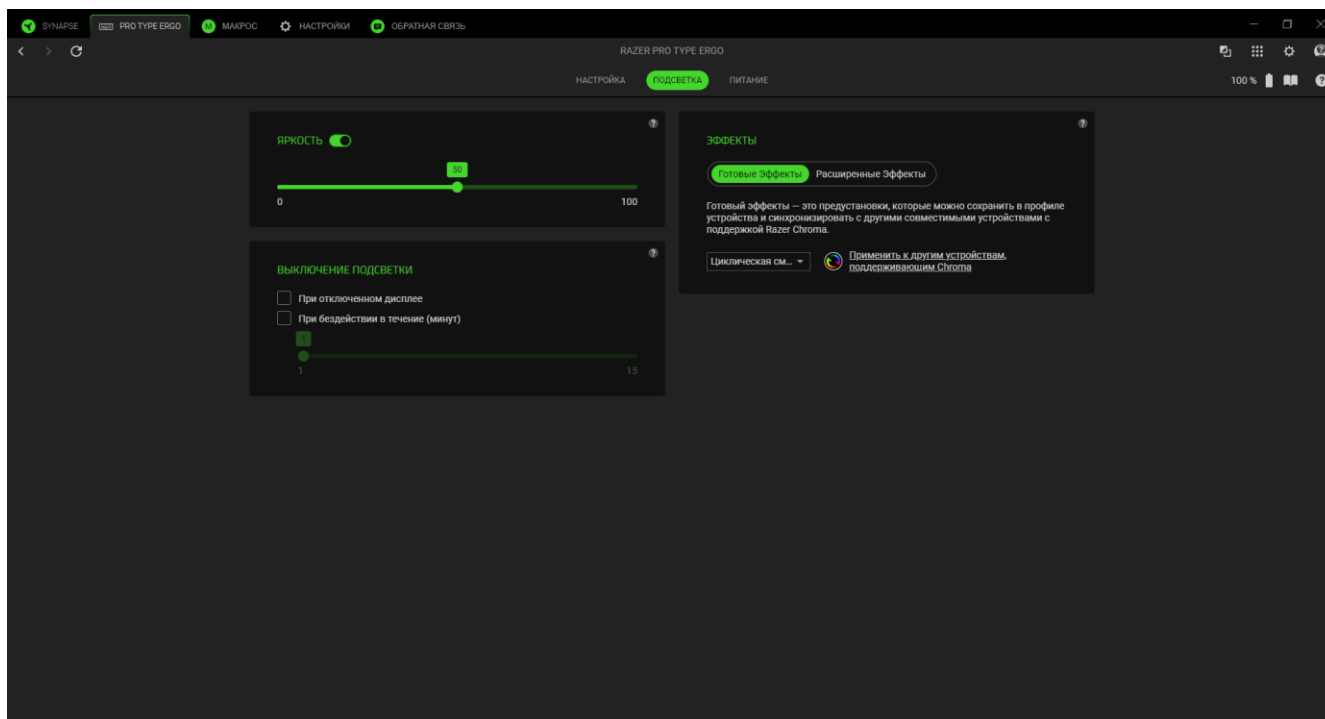 SYNAPSE PRO TYPE ERGO МАКРОС НАСТРОЙКИ ОБРАТНАЯ СВЯЗЬ
RAZER PRO TYPE ERGO
НАСТРОЙКА ПОДСВЕТКА ПИТАНИЕ
100 %
ЯРКОСТЬ
50
0 100
ВЫКЛЮЧЕНИЕ ПОДСВЕТКИ
При отключенном дисплее
При бездействии в течение (минут)
1
1 15
ЭФФЕКТЫ
Готовые Эффекты Расширенные Эффекты
Готовый эффекты — это предустановки, которые можно сохранить в профиле
устройства и синхронизировать с другими совместимыми устройствами с
поддержкой Razer Chroma.
Циклическая см...
Применить к другим устройствам,
поддерживающим Chroma